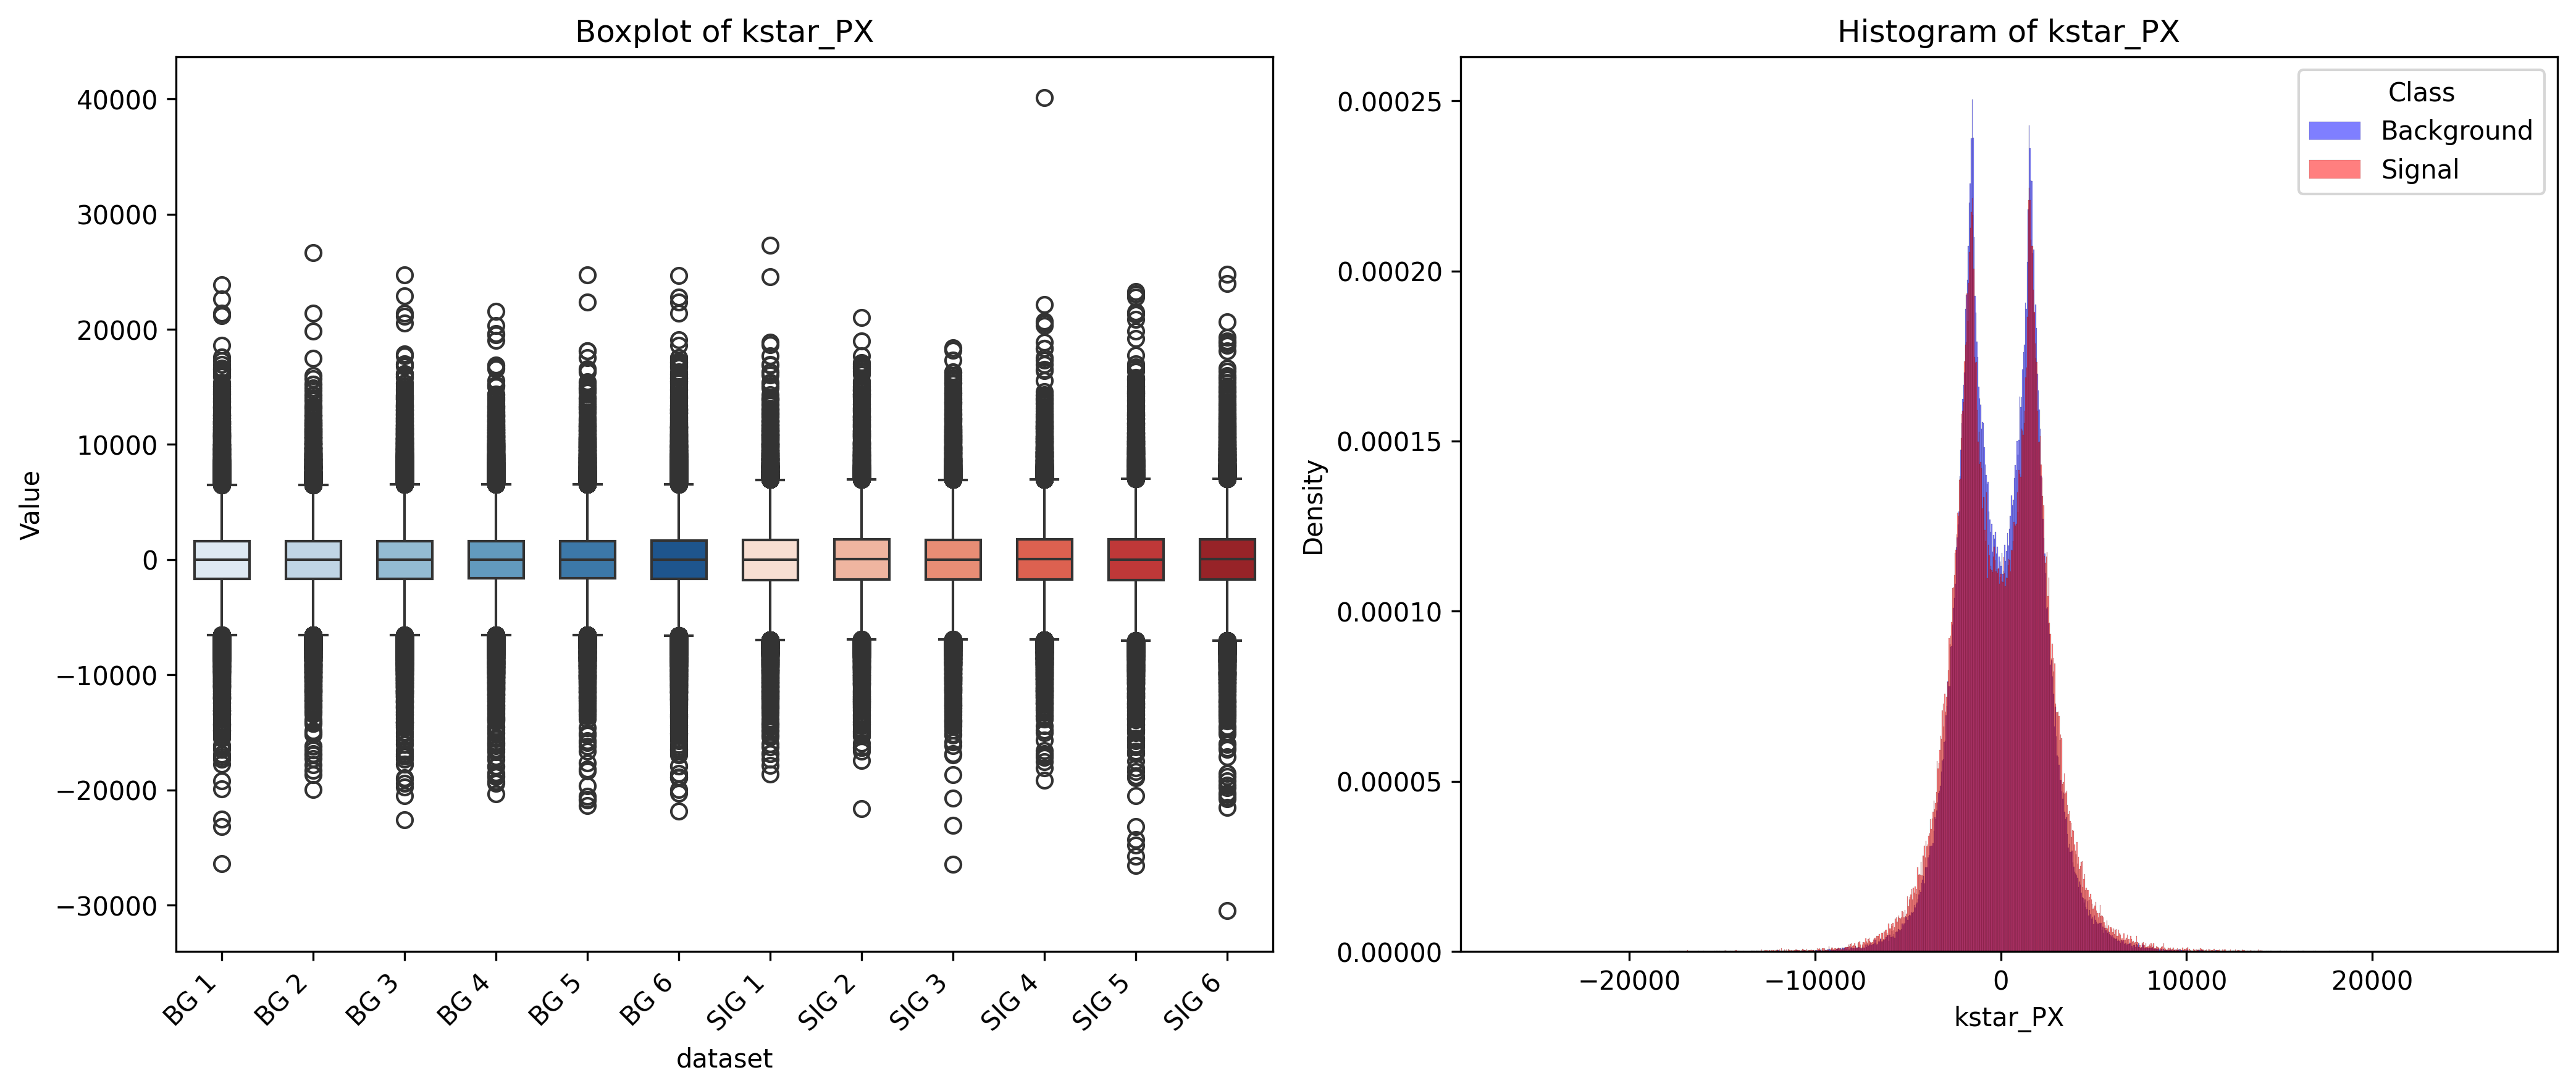 Boxplot of kstar_PX
Value
40000
30000
20000
10000
0
−10000
−20000
−30000
BG 1
BG 2
BG 3
BG 4
BG 5
BG 6
SIG 1
SIG 2
SIG 3
SIG 4
SIG 5
SIG 6
dataset
Histogram of kstar_PX
Density
0.00025
0.00020
0.00015
0.00010
0.00005
0.00000
Class
Background
Signal
−20000
−10000
0
10000
20000
kstar_PX